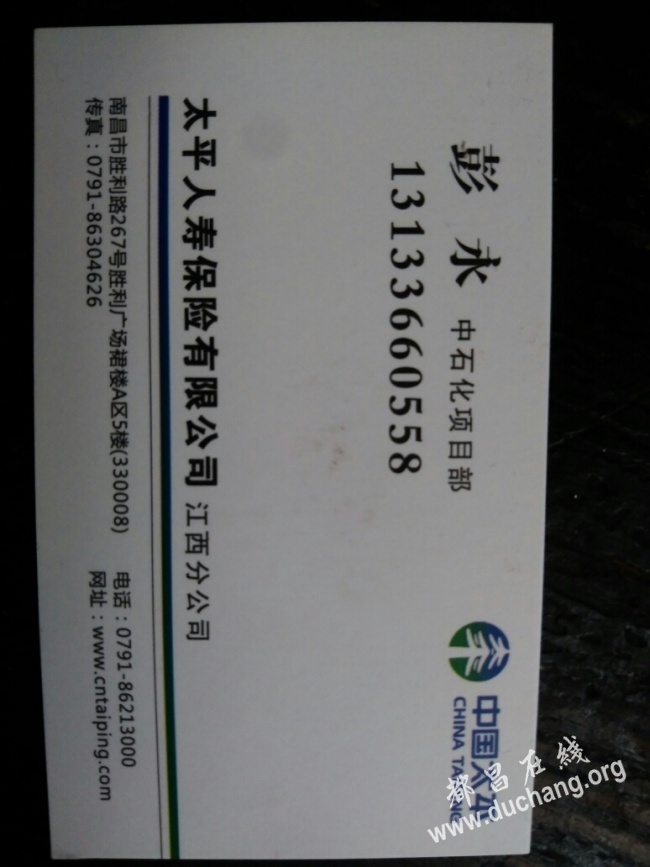 中国太平
CHINA TAIPING
彭永 中石化项目部
13133660558
太平人寿保险有限公司 江西分公司
南昌市胜利路267号胜利广场裙楼A区5楼(330008)
电话：0791-86213000
传真：0791-86304626
网址：www.cntaiping.com
都昌在线
www.duchang.org